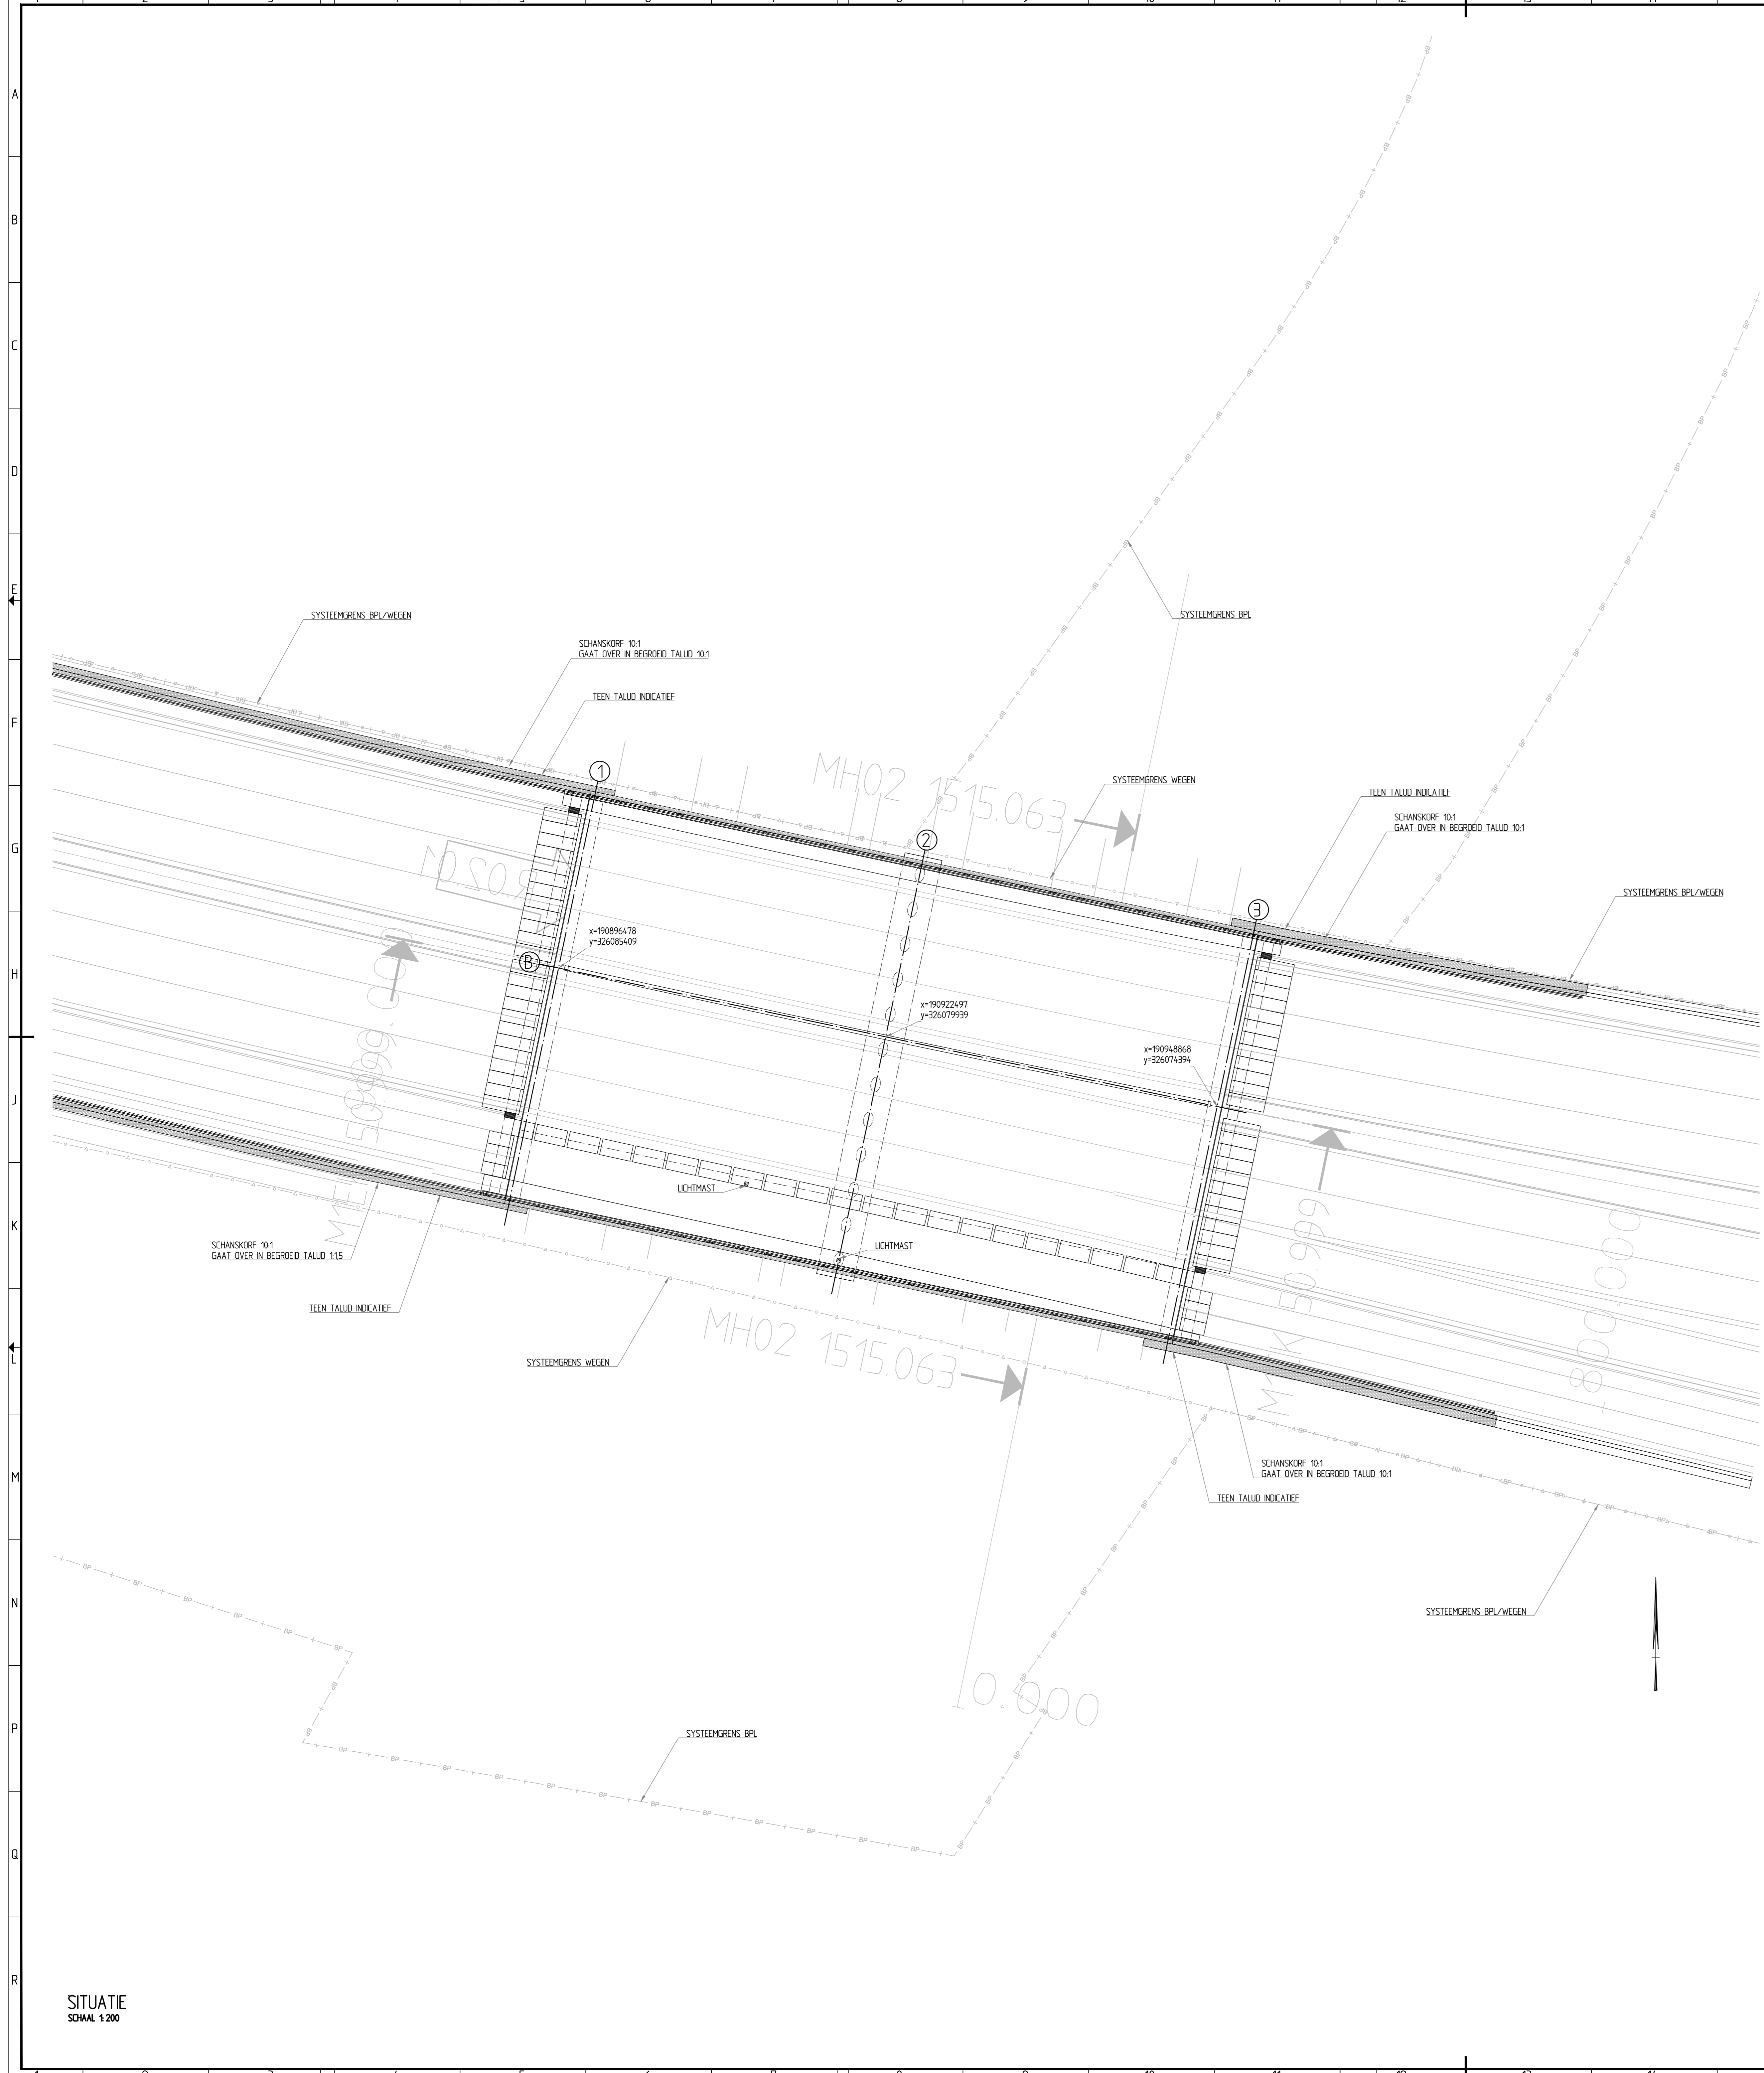 A
B
C
D
E
F
G
H
J
K
L
M
N
P
Q
R
SYSTEEMGRENS BPL/WEGEN
SCHANSKORF 10:1
GAAT OVER IN BEGROEID TALUD 10:1
TEEN TALUD INDICATIEF
SYSTEEMGRENS BPL
1
MH02 1515.063
SYSTEEMGRENS WEGEN
TEEN TALUD INDICATIEF
SCHANSKORF 10:1
GAAT OVER IN BEGROEID TALUD 10:1
2
SYSTEEMGRENS BPL/WEGEN
3
R02.01
x=190896478
y=326085409
B
x=190922497
y=326079939
x=190948868
y=326074394
LICHTMAST
LICHTMAST
SCHANSKORF 10:1
GAAT OVER IN BEGROEID TALUD 1:1,5
TEEN TALUD INDICATIEF
SYSTEEMGRENS WEGEN
MH02 1515.063
SCHANSKORF 10:1
GAAT OVER IN BEGROEID TALUD 10:1
TEEN TALUD INDICATIEF
SYSTEEMGRENS BPL/WEGEN
0.000
SYSTEEMGRENS BPL
SITUATIE
SCHAAL 1:200